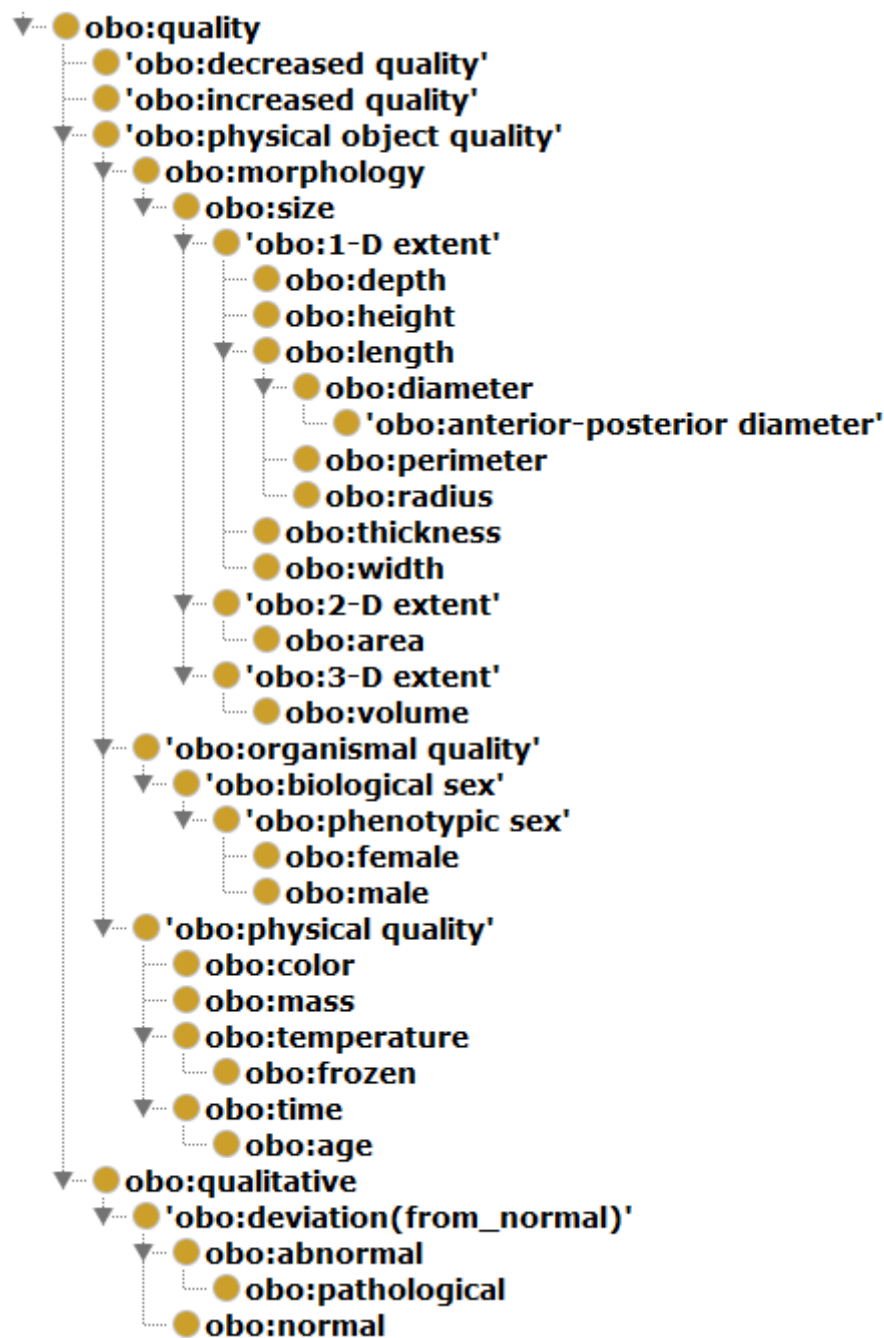 obo:quality
'obo:decreased quality'
'obo:increased quality'
'obo:physical object quality'
obo:morphology
obo:size
'obo:1-D extent'
obo:depth
obo:height
obo:length
obo:diameter
'obo:anterior-posterior diameter'
obo:perimeter
obo:radius
obo:thickness
obo:width
'obo:2-D extent'
obo:area
'obo:3-D extent'
obo:volume
'obo:organismal quality'
'obo:biological sex'
'obo:phenotypic sex'
obo:female
obo:male
'obo:physical quality'
obo:color
obo:mass
obo:temperature
obo:frozen
obo:time
obo:age
obo:qualitative
'obo:deviation(from_normal)'
obo:abnormal
obo:pathological
obo:normal